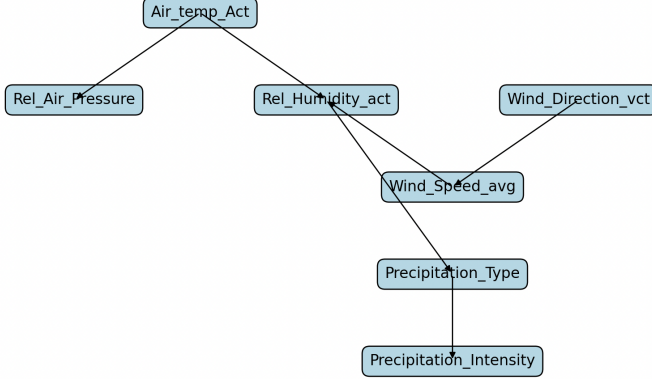 Air_temp_Act
Rel_Air_Pressure
Rel_Humidity_act
Wind_Direction_vct
Wind_Speed_avg
Precipitation_Type
Precipitation_Intensity